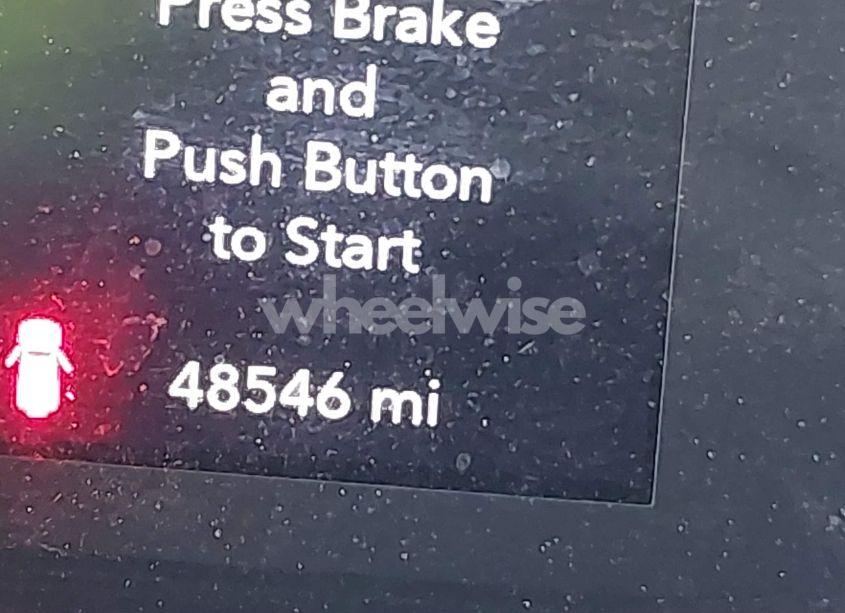 Press Brake
and
Push Button
to Start
wheelwise
48546 mi